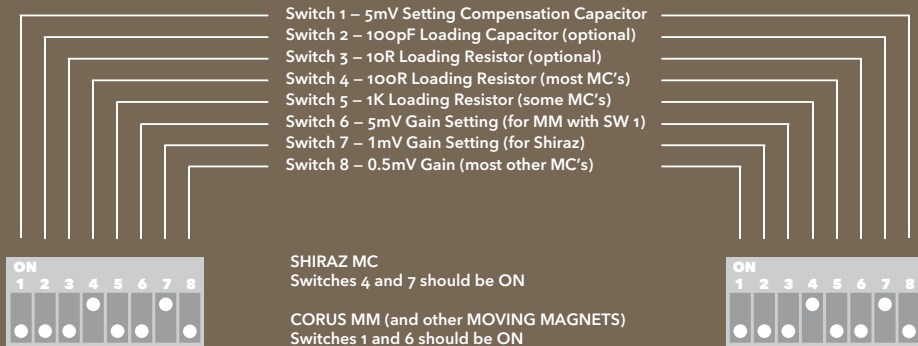 Switch 1 – 5mV Setting Compensation Capacitor
Switch 2 – 100pF Loading Capacitor (optional)
Switch 3 – 10R Loading Resistor (optional)
Switch 4 – 100R Loading Resistor (most MC's)
Switch 5 – 1K Loading Resistor (some MC's)
Switch 6 – 5mV Gain Setting (for MM with SW 1)
Switch 7 – 1mV Gain Setting (for Shiraz)
Switch 8 – 0.5mV Gain (most other MC's)
ON
1 2 3 4 5 6 7 8
SHIRAZ MC
Switches 4 and 7 should be ON
CORUS MM (and other MOVING MAGNETS)
Switches 1 and 6 should be ON
ON
1 2 3 4 5 6 7 8